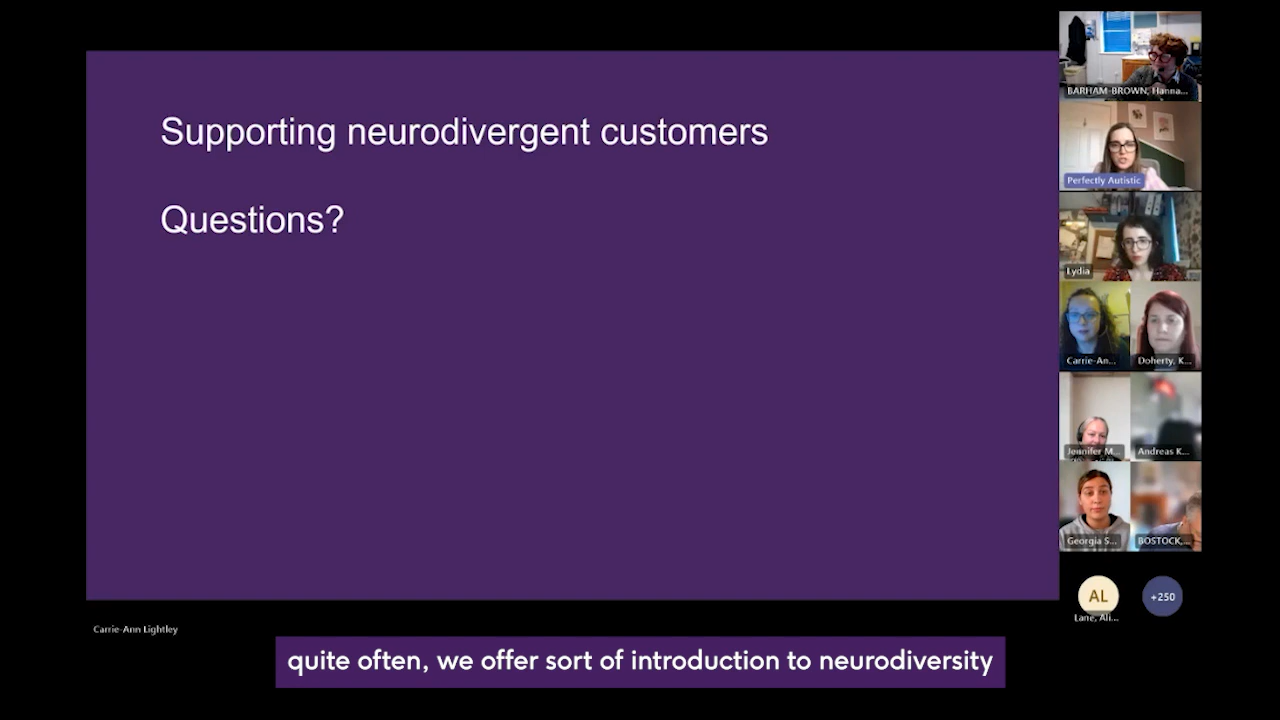 Supporting neurodivergent customers
Questions?
BARHAM-BROWN, Hanna...
Perfectly Autistic
Lydia
Carrie-An...
Doherty, K...
Jennifer M...
Andreas K...
Georgia S...
BOSTOCK,...
AL
+250
Lane, Ali...
Carrie-Ann Lightley
quite often, we offer sort of introduction to neurodiversity